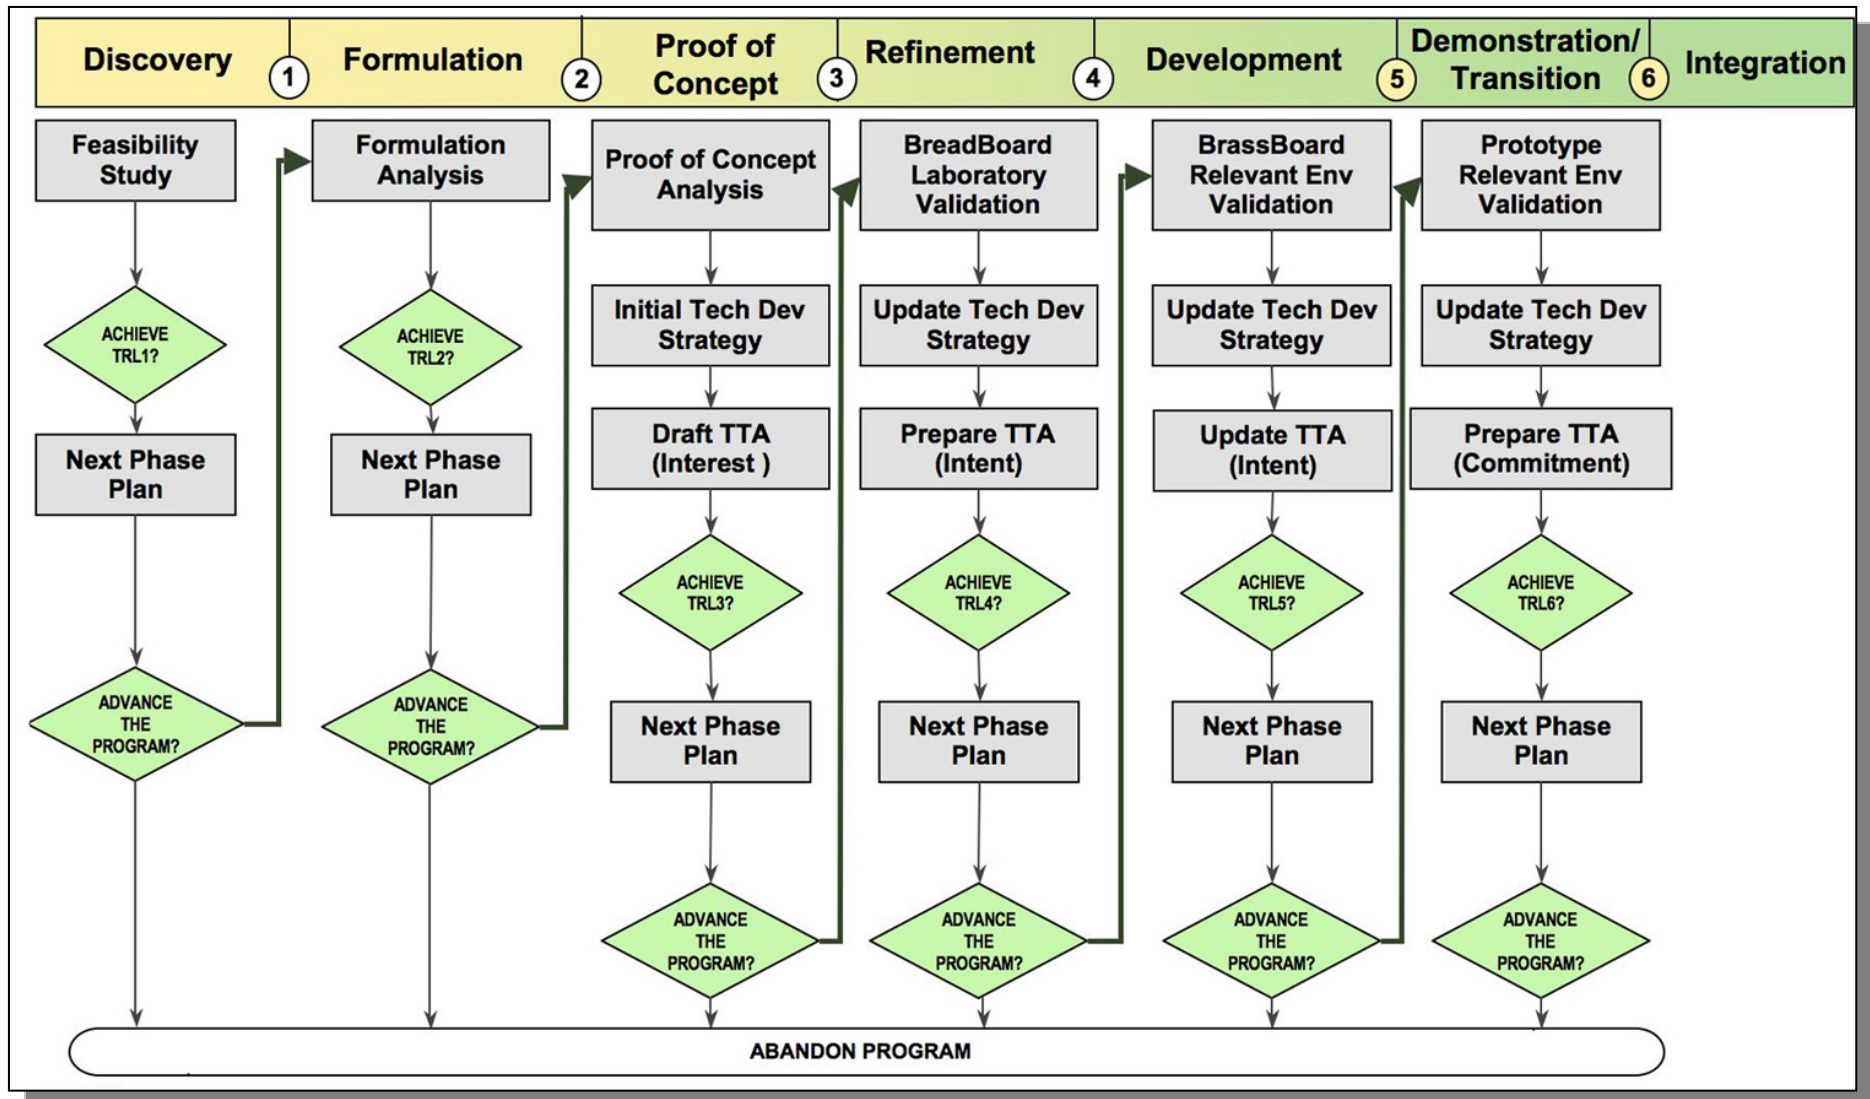 Discovery
1
Formulation
2
Proof of
Concept
3
Refinement
4
Development
5
Demonstration/
Transition
6
Integration
Feasibility
Study
ACHIEVE
TRL1?
Next Phase
Plan
ADVANCE
THE
PROGRAM?
Formulation
Analysis
ACHIEVE
TRL2?
Next Phase
Plan
ADVANCE
THE
PROGRAM?
Proof of Concept
Analysis
Initial Tech Dev
Strategy
Draft TTA
(Interest )
ACHIEVE
TRL3?
Next Phase
Plan
ADVANCE
THE
PROGRAM?
BreadBoard
Laboratory
Validation
Update Tech Dev
Strategy
Prepare TTA
(Intent)
ACHIEVE
TRL4?
Next Phase
Plan
ADVANCE
THE
PROGRAM?
BrassBoard
Relevant Env
Validation
Update Tech Dev
Strategy
Update TTA
(Intent)
ACHIEVE
TRL5?
Next Phase
Plan
ADVANCE
THE
PROGRAM?
Prototype
Relevant Env
Validation
Update Tech Dev
Strategy
Prepare TTA
(Commitment)
ACHIEVE
TRL6?
Next Phase
Plan
ADVANCE
THE
PROGRAM?
ABANDON PROGRAM